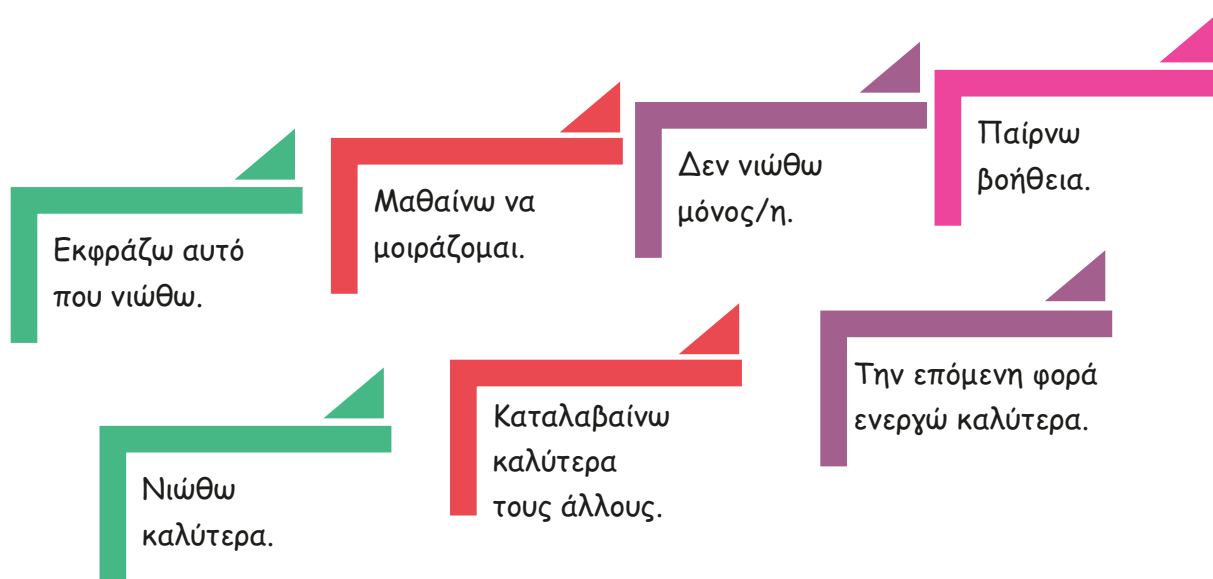 Εκφράζω αυτό
που νιώθω.
Μαθαίνω να
μοιράζομαι.
Δεν νιώθω
μόνος/η.
Παίρνω
βοήθεια.
Νιώθω
καλύτερα.
Καταλαβαίνω
καλύτερα
τους άλλους.
Την επόμενη φορά
ενεργώ καλύτερα.